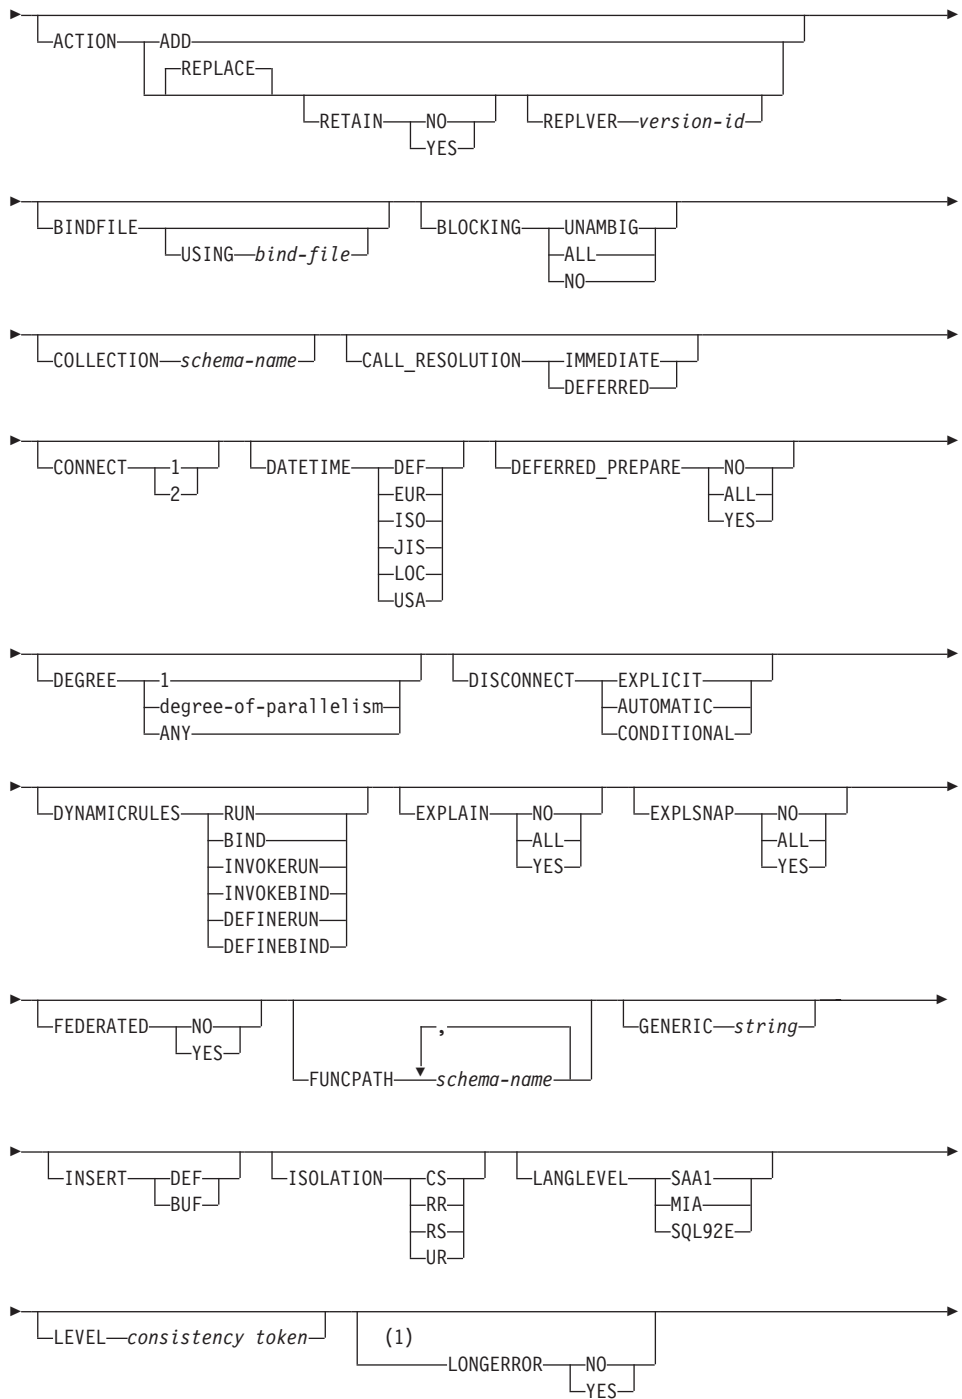 ACTION ADD
REPLACE
RETAIN NO REPLVER version-id
YES
BINDFILE BLOCKING UNAMBIG
USING bind-file ALL
NO
COLLECTION schema-name CALL_RESOLUTION IMMEDIATE
DEFERRED
CONNECT 1 DATETIME DEF DEFERRED_PREPARE NO
2 EUR ALL
ISO YES
JIS
LOC
USA
DEGREE 1 DISCONNECT EXPLICIT
degree-of-parallelism AUTOMATIC
ANY CONDITIONAL
DYNAMICRULES RUN EXPLAIN NO EXPLSNAP NO
BIND ALL ALL
INVOKERUN YES YES
INVOKEBIND
DEFINERUN
DEFINEBIND
FEDERATED NO , GENERIC string
YES
FUNCPATH schema-name
INSERT DEF ISOLATION CS LANGLEVEL SAA1
BUF RR MIA
RS SQL92E
UR
LEVEL consistency token (1)
LONGERROR NO
YES